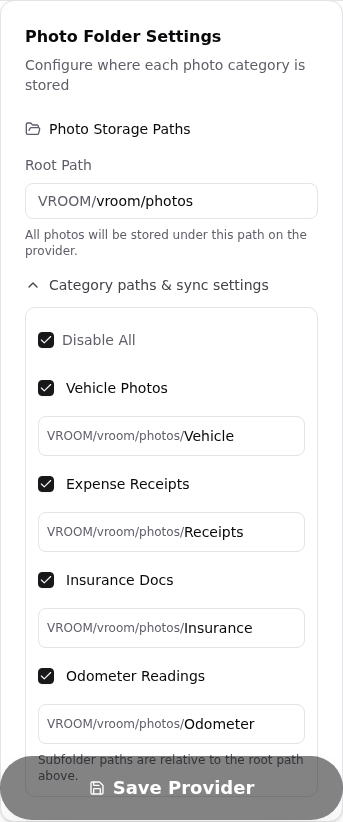 Photo Folder Settings
Configure where each photo category is
stored
Photo Storage Paths
Root Path
VROOM/vroom/photos
All photos will be stored under this path on the
provider.
Category paths & sync settings
Disable All
Vehicle Photos
VROOM/vroom/photos/Vehicle
Expense Receipts
VROOM/vroom/photos/Receipts
Insurance Docs
VROOM/vroom/photos/Insurance
Odometer Readings
VROOM/vroom/photos/Odometer
Subfolder paths are relative to the root path
above.
Save Provider